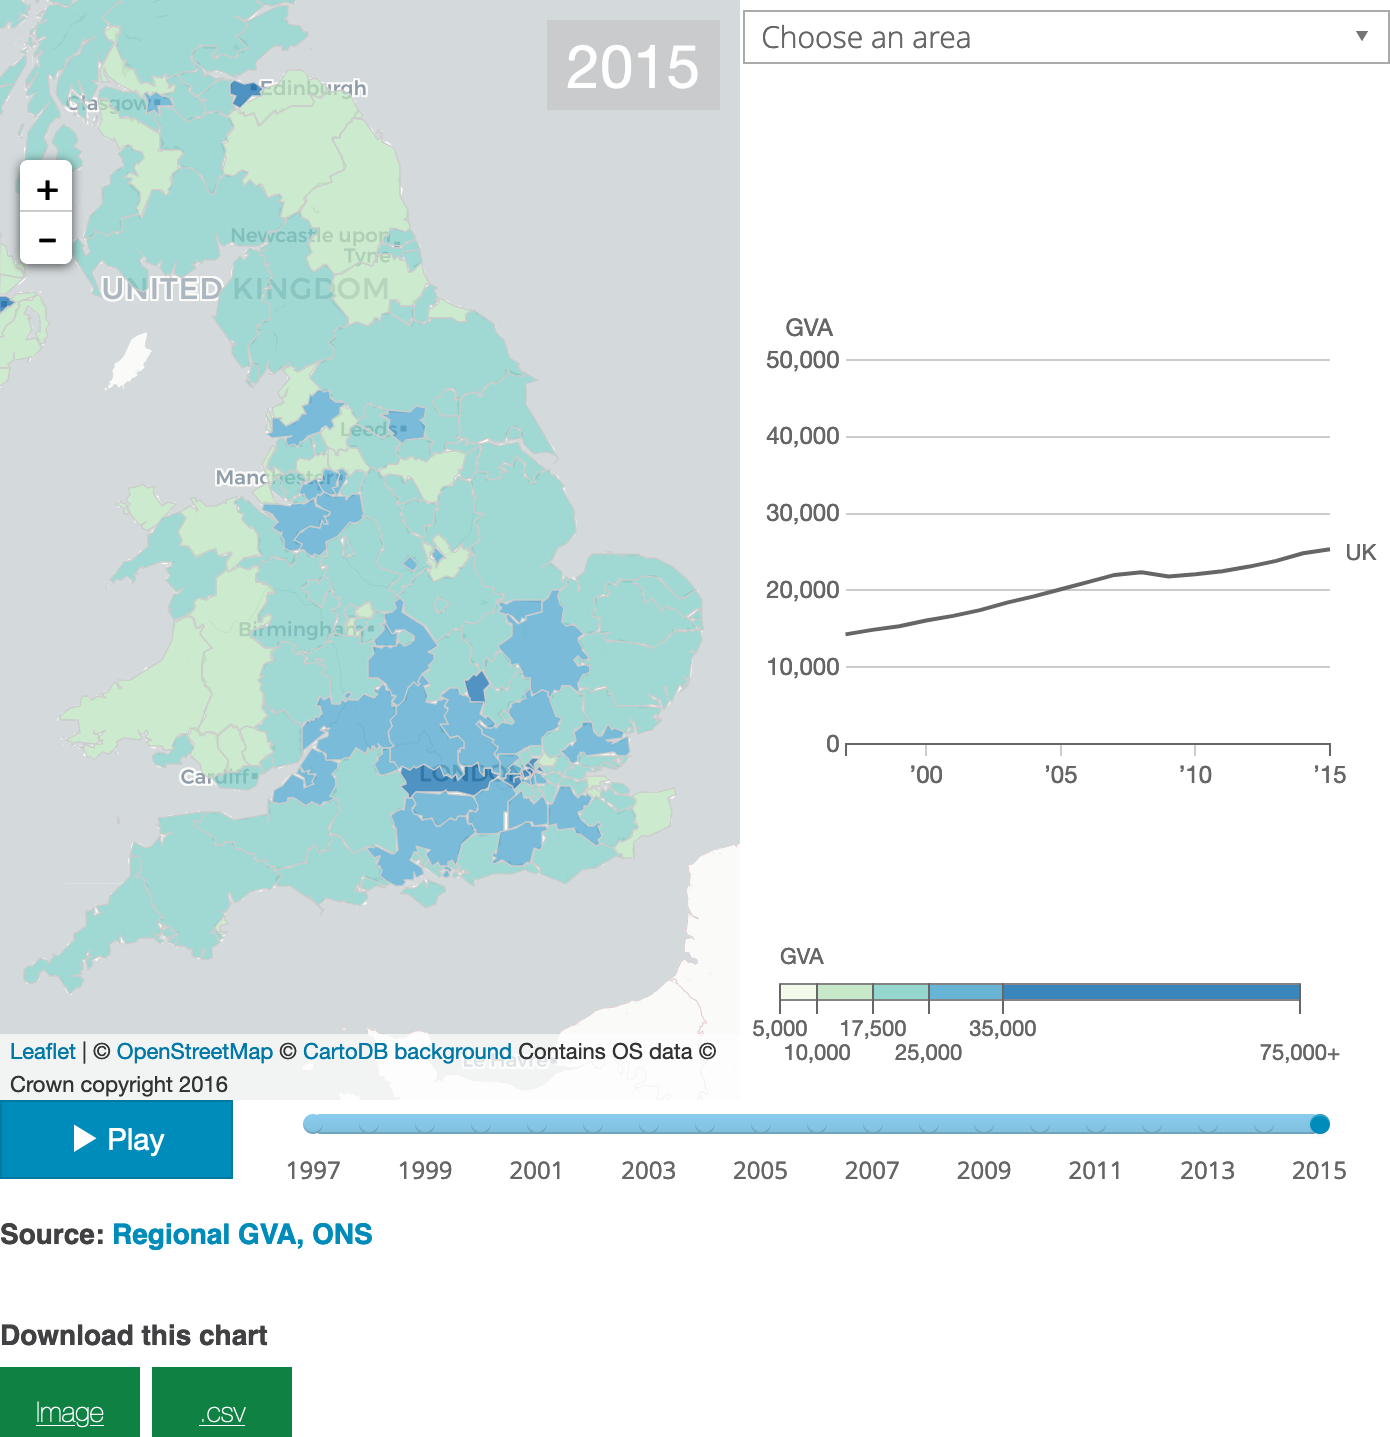 2015
Choose an area
Edinburgh
Glasgow
+
−
Newcastle upon
Tyne
UNITED KINGDOM
Leeds
Manchester
Birmingham
Cardiff
LONDON
GVA
50,000
40,000
30,000
20,000
10,000
0
UK
’00 ’05 ’10 ’15
GVA
5,000 17,500 35,000
10,000 25,000 75,000+
Le Havre
Leaflet | © OpenStreetMap © CartoDB background Contains OS data ©
Crown copyright 2016
Play
1997 1999 2001 2003 2005 2007 2009 2011 2013 2015
Source: Regional GVA, ONS
Download this chart
Image .csv